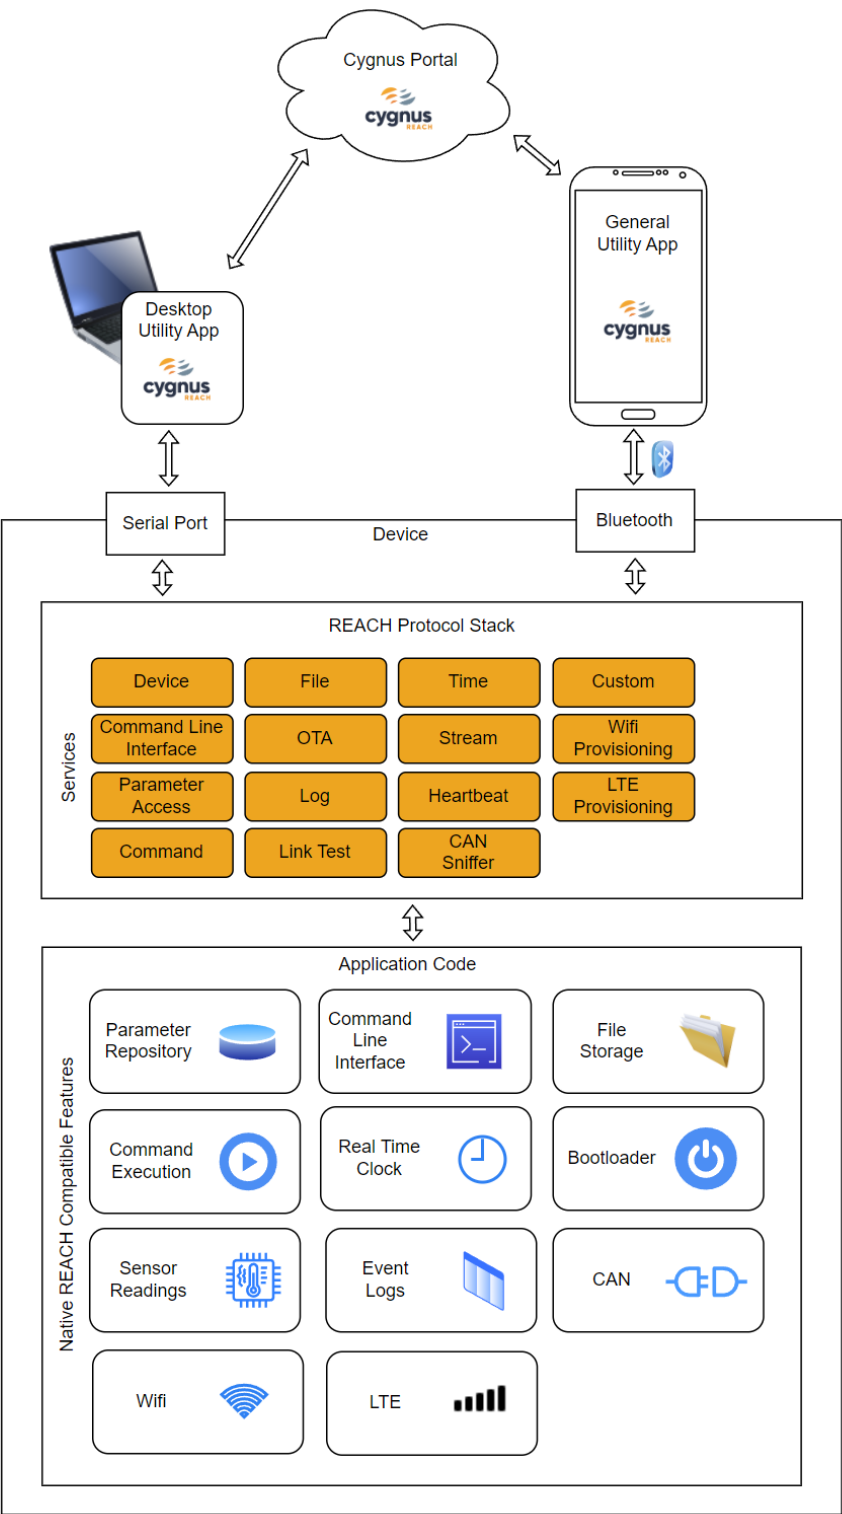 Cygnus Portal
cygnus
REACH
General
Utility App
cygnus
REACH
Desktop
Utility App
cygnus
REACH
Serial Port
Device
Bluetooth
REACH Protocol Stack
Services
Device
File
Time
Custom
Command Line
Interface
OTA
Stream
Wifi
Provisioning
Parameter
Access
Log
Heartbeat
LTE
Provisioning
Command
Link Test
CAN
Sniffer
Application Code
Native REACH Compatible Features
Parameter
Repository
Command
Line
Interface
File
Storage
Command
Execution
Real Time
Clock
Bootloader
Sensor
Readings
Event
Logs
CAN
Wifi
LTE